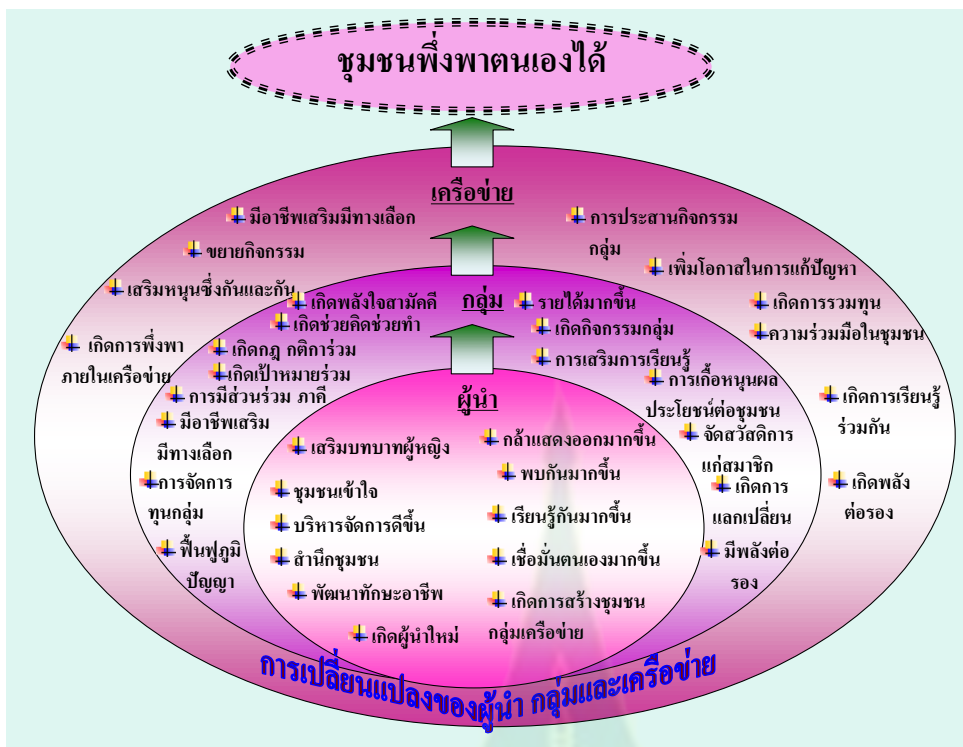 ชุมชนพึ่งพาตนเองได้
เครือข่าย
มีอาชีพเสริมมีทางเลือก
ขยายกิจกรรม
เสริมหนุนซึ่งกันและกัน
เกิดการพึ่งพา
ภายในเครือข่าย
การประสานกิจกรรม
กลุ่ม
เพิ่มโอกาสในการแก้ปัญหา
เกิดการรวมทุน
ความร่วมมือในชุมชน
เกิดการเรียนรู้
ร่วมกัน
เกิดพลัง
ต่อรอง
กลุ่ม
เกิดพลังใจสามัคคี
เกิดช่วยคิดช่วยทำ
เกิดกฎ กติการ่วม
เกิดเป้าหมายร่วม
การมีส่วนร่วม ภาคี
มีอาชีพเสริม
มีทางเลือก
การจัดการ
ทุนกลุ่ม
ฟื้นฟูภูมิ
ปัญญา
รายได้มากขึ้น
เกิดกิจกรรมกลุ่ม
การเสริมการเรียนรู้
การเกื้อหนุนผล
ประโยชน์ต่อชุมชน
จัดสวัสดิการ
แก่สมาชิก
เกิดการ
แลกเปลี่ยน
มีพลังต่อ
รอง
ผู้นำ
เสริมบทบาทผู้หญิง
ชุมชนเข้าใจ
บริหารจัดการดีขึ้น
สำนึกชุมชน
พัฒนาทักษะอาชีพ
เกิดผู้นำใหม่
กล้าแสดงออกมากขึ้น
พบกันมากขึ้น
เรียนรู้กันมากขึ้น
เชื่อมั่นตนเองมากขึ้น
เกิดการสร้างชุมชน
กลุ่มเครือข่าย
การเปลี่ยนแปลงของผู้นำ กลุ่มและเครือข่าย